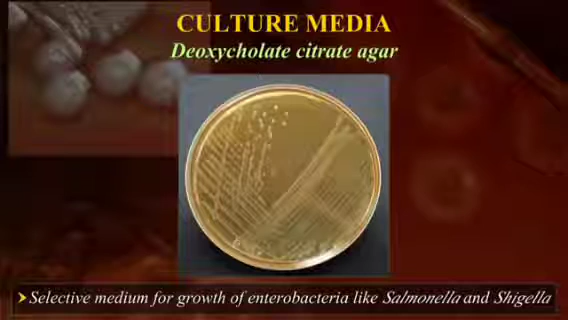 CULTURE MEDIA
Deoxycholate citrate agar
Selective medium for growth of enterobacteria like Salmonella and Shigella